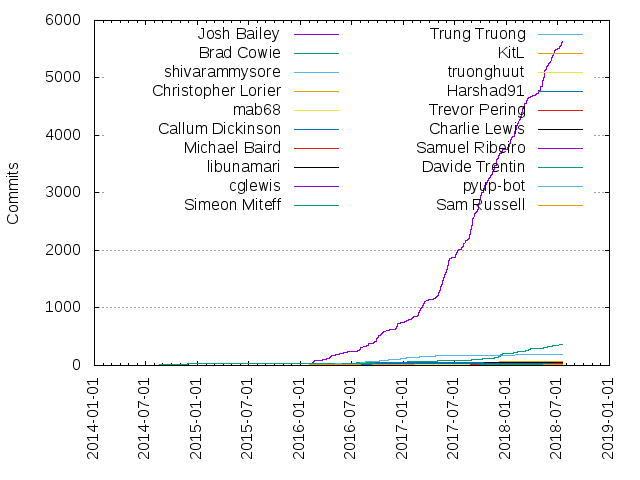 Commits
6000
5000
4000
3000
2000
1000
0
Josh Bailey
Brad Cowie
shivarammysore
Christopher Lorier
mab68
Callum Dickinson
Michael Baird
libunamari
cglewis
Simeon Miteff
Trung Truong
KitL
truonghuut
Harshad91
Trevor Pering
Charlie Lewis
Samuel Ribeiro
Davide Trentin
pyup-bot
Sam Russell
2014-01-01
2014-07-01
2015-01-01
2015-07-01
2016-01-01
2016-07-01
2017-01-01
2017-07-01
2018-01-01
2018-07-01
2019-01-01